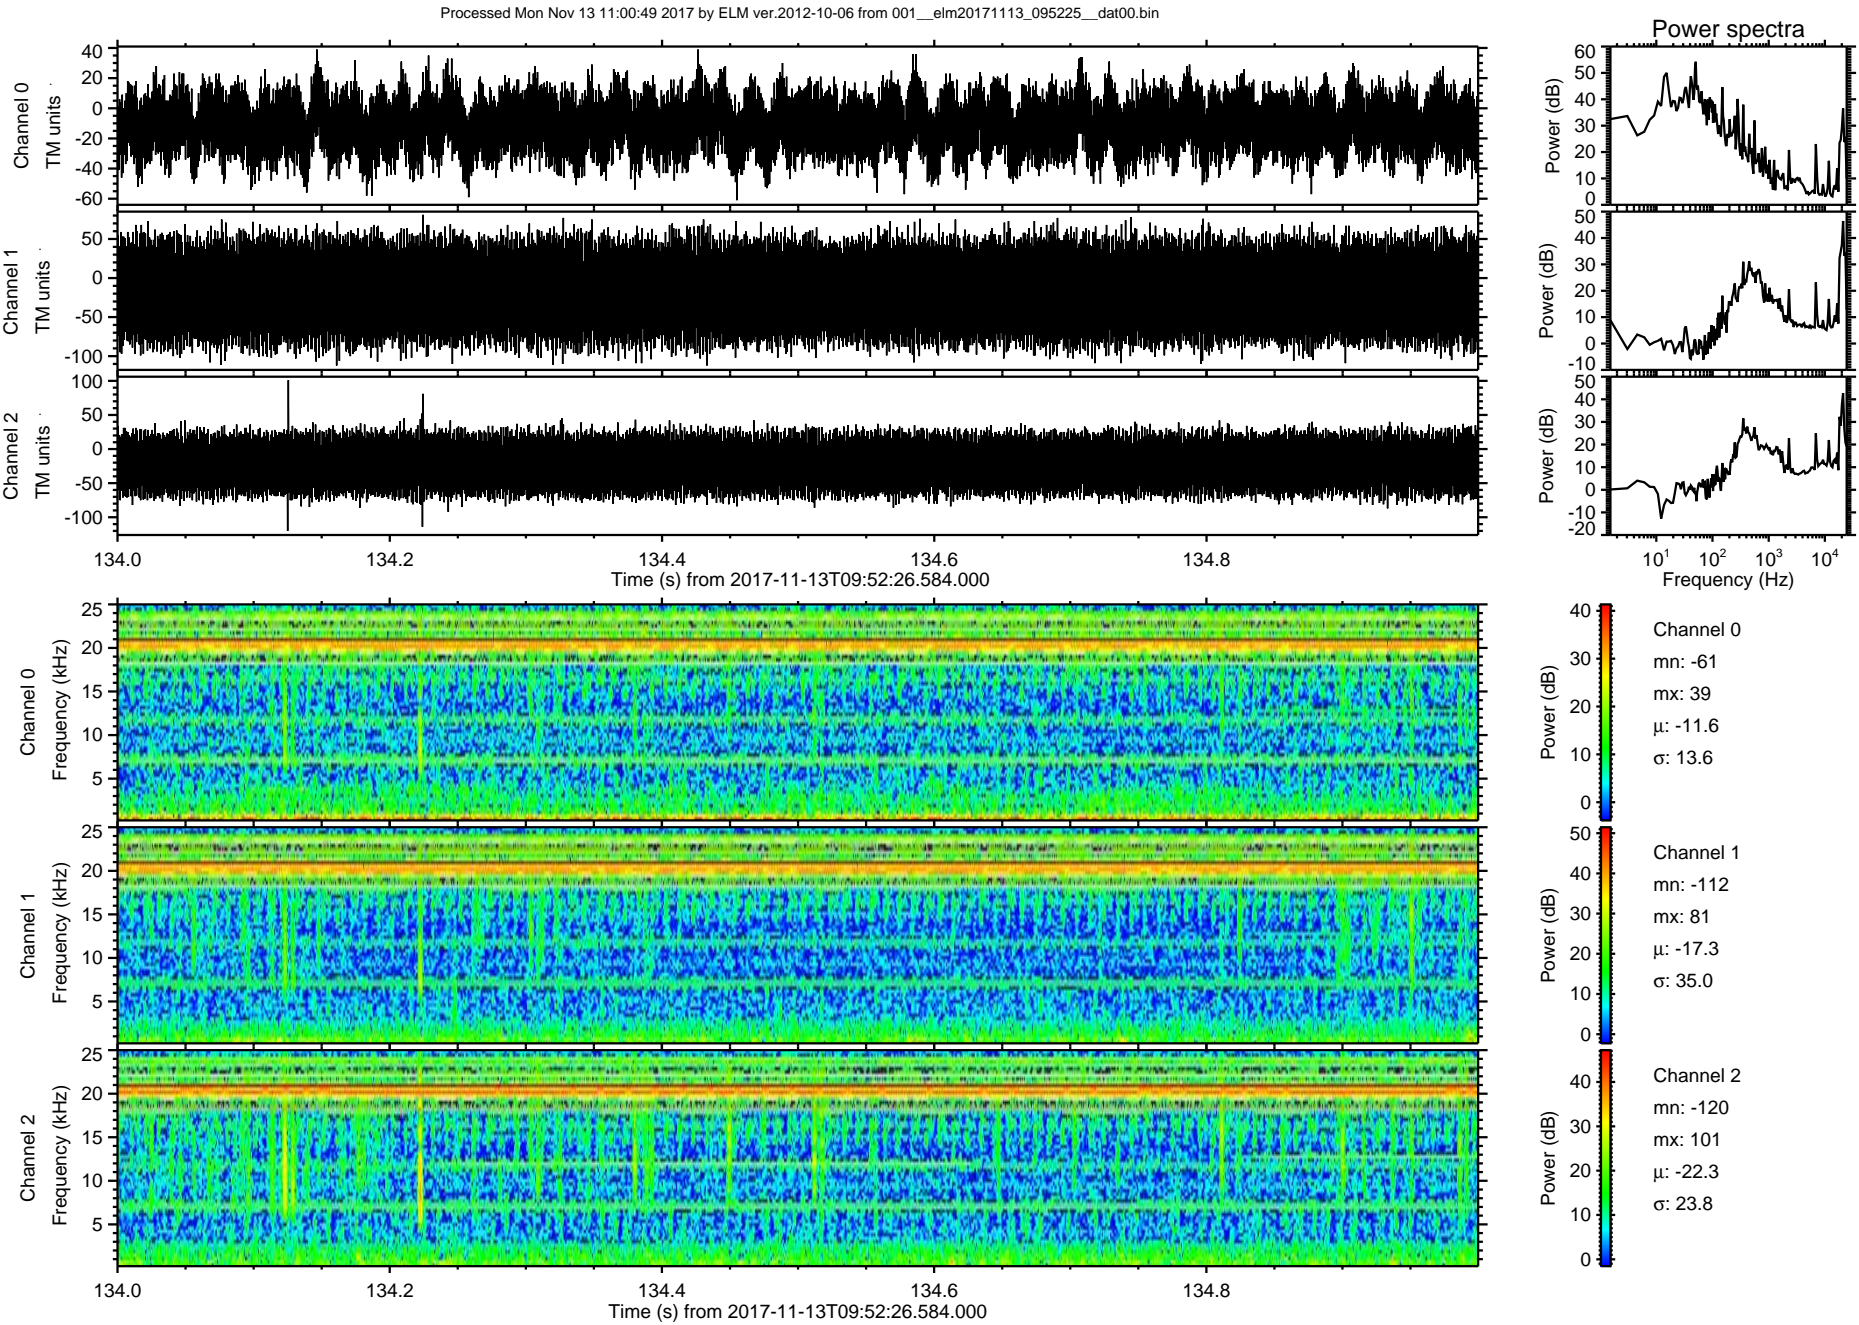 Processed Mon Nov 13 11:00:49 2017 by ELM ver.2012-10-06 from 001__elm20171113_095225__dat00.bin
Power spectra
Channel 0
TM units
40
20
0
-20
-40
-60
Power (dB)
60
50
40
30
20
10
0
Channel 1
TM units
50
0
-50
-100
Power (dB)
50
40
30
20
10
0
-10
Channel 2
TM units
100
50
0
-50
-100
Power (dB)
50
40
30
20
10
0
-10
-20
134.0 134.2 134.4 134.6 134.8
Time (s) from 2017-11-13T09:52:26.584.000
10¹ 10² 10³ 10⁴
Frequency (Hz)
Channel 0
Frequency (kHz)
25
20
15
10
5
Power (dB)
40
30
20
10
0
Channel 0
mn: -61
mx: 39
μ: -11.6
σ: 13.6
Channel 1
Frequency (kHz)
25
20
15
10
5
Power (dB)
50
40
30
20
10
0
Channel 1
mn: -112
mx: 81
μ: -17.3
σ: 35.0
Channel 2
Frequency (kHz)
25
20
15
10
5
Power (dB)
40
30
20
10
0
Channel 2
mn: -120
mx: 101
μ: -22.3
σ: 23.8
134.0 134.2 134.4 134.6 134.8
Time (s) from 2017-11-13T09:52:26.584.000